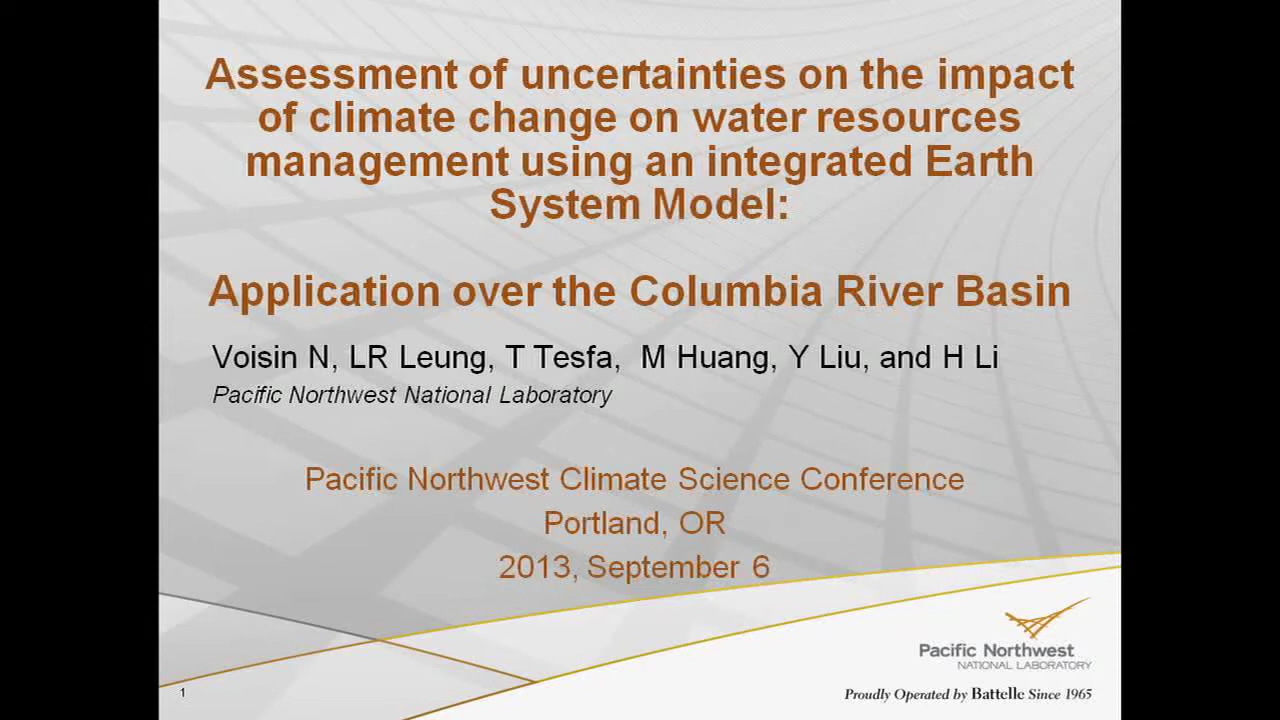 Assessment of uncertainties on the impact
of climate change on water resources
management using an integrated Earth
System Model:
Application over the Columbia River Basin
Voisin N, LR Leung, T Tesfa,  M Huang, Y Liu, and H Li
Pacific Northwest National Laboratory
Pacific Northwest Climate Science Conference
Portland, OR
2013, September 6
Pacific Northwest
NATIONAL LABORATORY
1
Proudly Operated by Battelle Since 1965